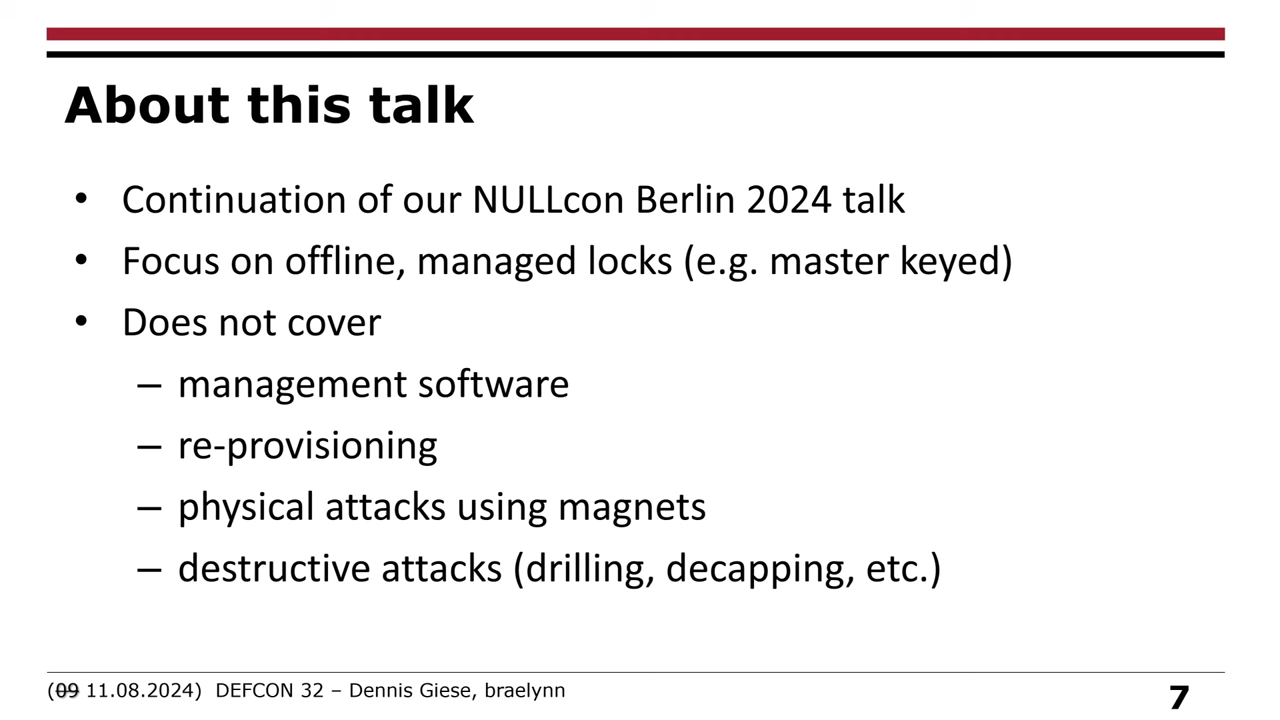 About this talk
• Continuation of our NULLcon Berlin 2024 talk
• Focus on offline, managed locks (e.g. master keyed)
• Does not cover
– management software
– re-provisioning
– physical attacks using magnets
– destructive attacks (drilling, decapping, etc.)
(09 11.08.2024) DEFCON 32 – Dennis Giese, braelynn
7